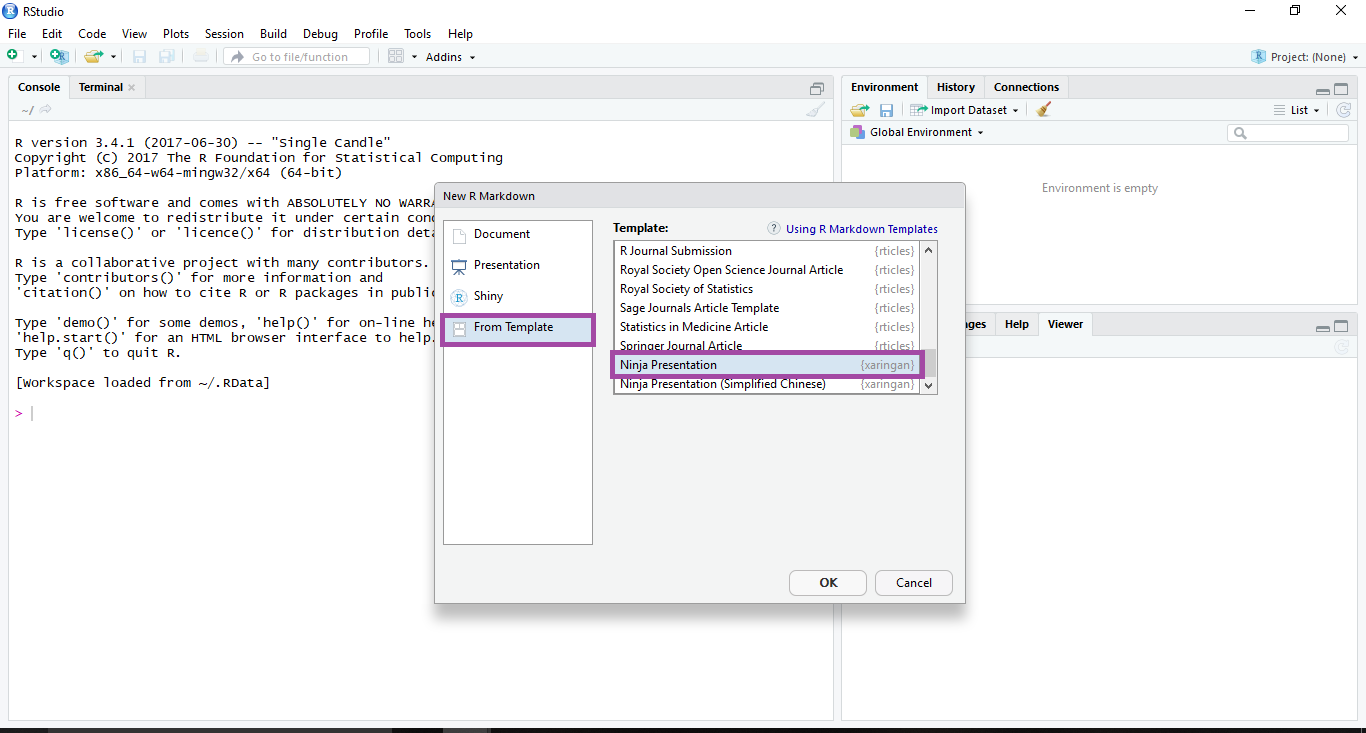 RStudio
File Edit Code View Plots Session Build Debug Profile Tools Help
Go to file/function Addins Project: (None)
Console Terminal
~/
R version 3.4.1 (2017-06-30) -- "Single Candle"
Copyright (C) 2017 The R Foundation for Statistical Computing
Platform: x86_64-w64-mingw32/x64 (64-bit)
R is free software and comes with ABSOLUTELY NO
You are welcome to redistribute it under certain
Type 'license()' or 'licence()' for distribution
R is a collaborative project with many contributors.
Type 'contributors()' for more information and
'citation()' on how to cite R or R packages in
Type 'demo()' for some demos, 'help()' for on-line
'help.start()' for an HTML browser interface to help.
Type 'q()' to quit R.
[Workspace loaded from ~/.RData]
>
New R Markdown
Document
Presentation
Shiny
From Template
Template: ? Using R Markdown Templates
R Journal Submission {rticles}
Royal Society Open Science Journal Article {rticles}
Royal Society of Statistics {rticles}
Sage Journals Article Template {rticles}
Statistics in Medicine Article {rticles}
Springer Journal Article {rticles}
Ninja Presentation {xaringan}
Ninja Presentation (Simplified Chinese) {xaringan}
OK Cancel
Environment History Connections
Import Dataset List
Global Environment
Environment is empty
Help Viewer